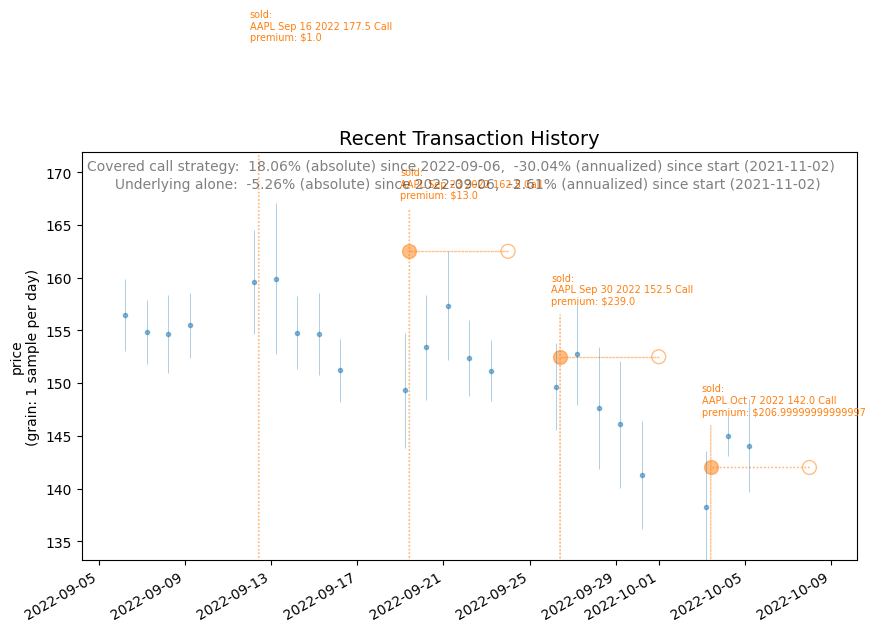 sold:
AAPL Sep 16 2022 177.5 Call
premium: $1.0
Recent Transaction History
Covered call strategy:  18.06% (absolute) since 2022-09-06,  -30.04% (annualized) since start (2021-11-02)
Underlying alone:  -5.26% (absolute) since 2022-09-06,  -2.61% (annualized) since start (2021-11-02)
sold:
AAPL Sep 23 2022 162.5 Call
premium: $13.0
sold:
AAPL Sep 30 2022 152.5 Call
premium: $239.0
sold:
AAPL Oct 7 2022 142.0 Call
premium: $206.99999999999997
price
(grain: 1 sample per day)
170
165
160
155
150
145
140
135
2022-09-05
2022-09-09
2022-09-13
2022-09-17
2022-09-21
2022-09-25
2022-09-29
2022-10-01
2022-10-05
2022-10-09